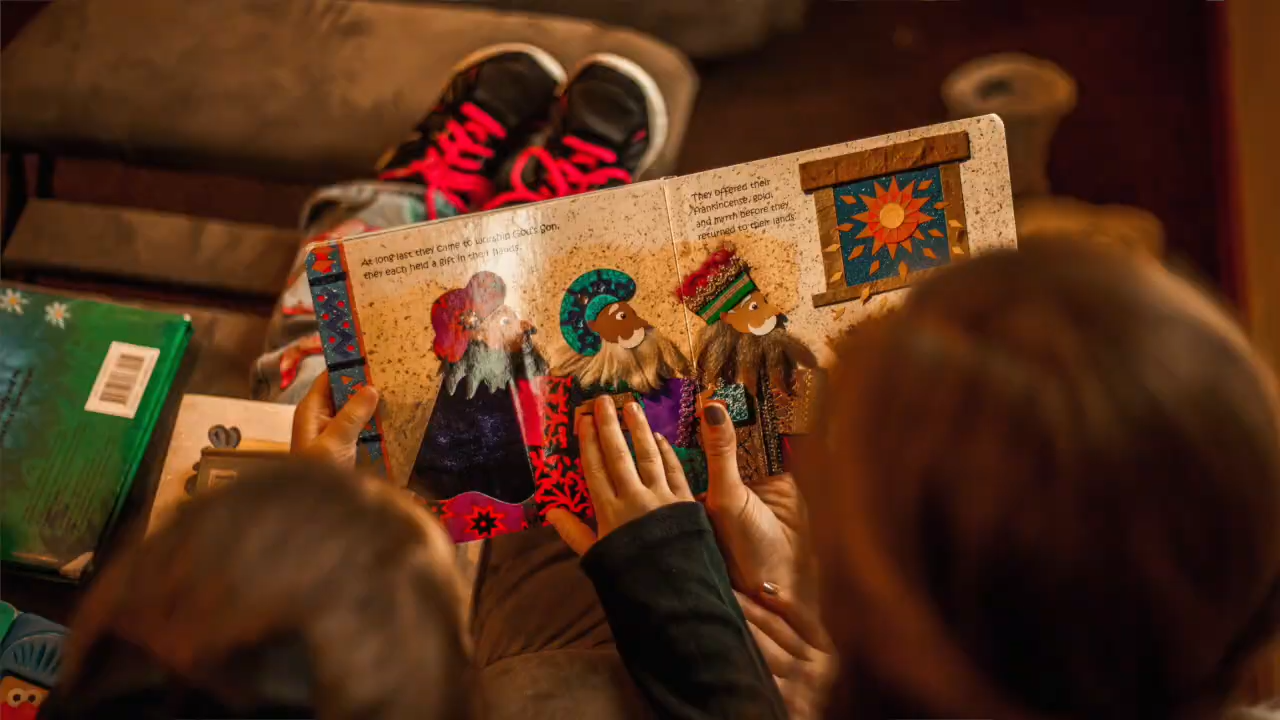 At long last they came to worship God's son,
they each held a gift in their hands.
They offered their
frankincense, gold,
and myrrh before they
returned to their lands.